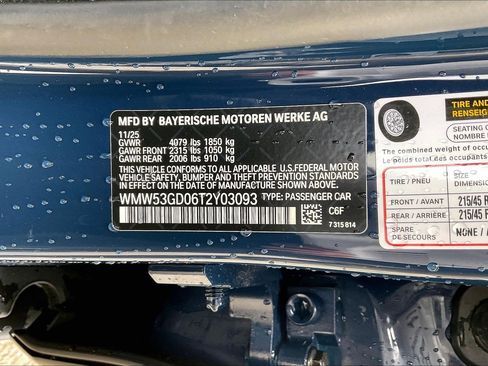 MFD BY BAYERISCHE MOTOREN WERKE AG
11/25
GVWR 4079 lbs 1850 kg
GAWR FRONT 2315 lbs 1050 kg
GAWR REAR 2006 lbs 910 kg
THIS VEHICLE CONFORMS TO ALL APPLICABLE U.S.FEDERAL MOTOR
VEHICLE SAFETY, BUMPER AND THEFT PREVENTION STANDARDS
IN EFFECT ON THE DATE OF MANUFACTURE SHOWN ABOVE.
WMW53GD06T2Y03093 TYPE: PASSENGER CAR
C6F
7 315 814
TIRE AND
RENSEIGN
SEATING
NOMBRE
The combined weight of occup
Le poids total des occupants
TIRE / PNEU SIZE
DIMENSIO
FRONT / AVANT 215/45 R
REAR / ARRIÈRE 215/45 R
SPARE
DE SECOURS NONE / A